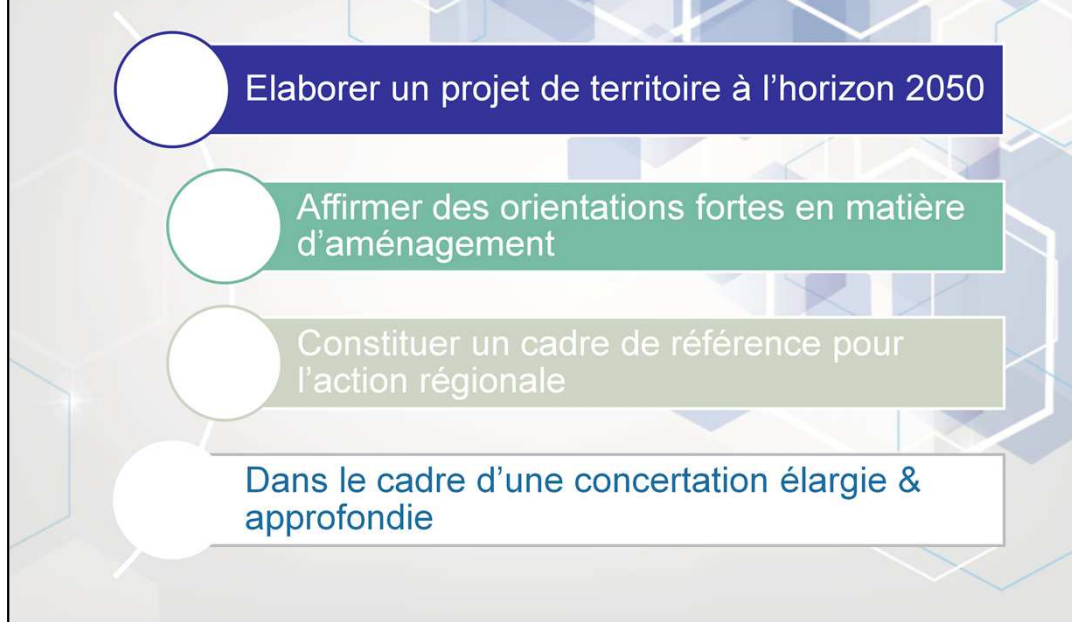 Elaborer un projet de territoire à l’horizon 2050
Affirmer des orientations fortes en matière
d’aménagement
Constituer un cadre de référence pour
l’action régionale
Dans le cadre d’une concertation élargie &
approfondie